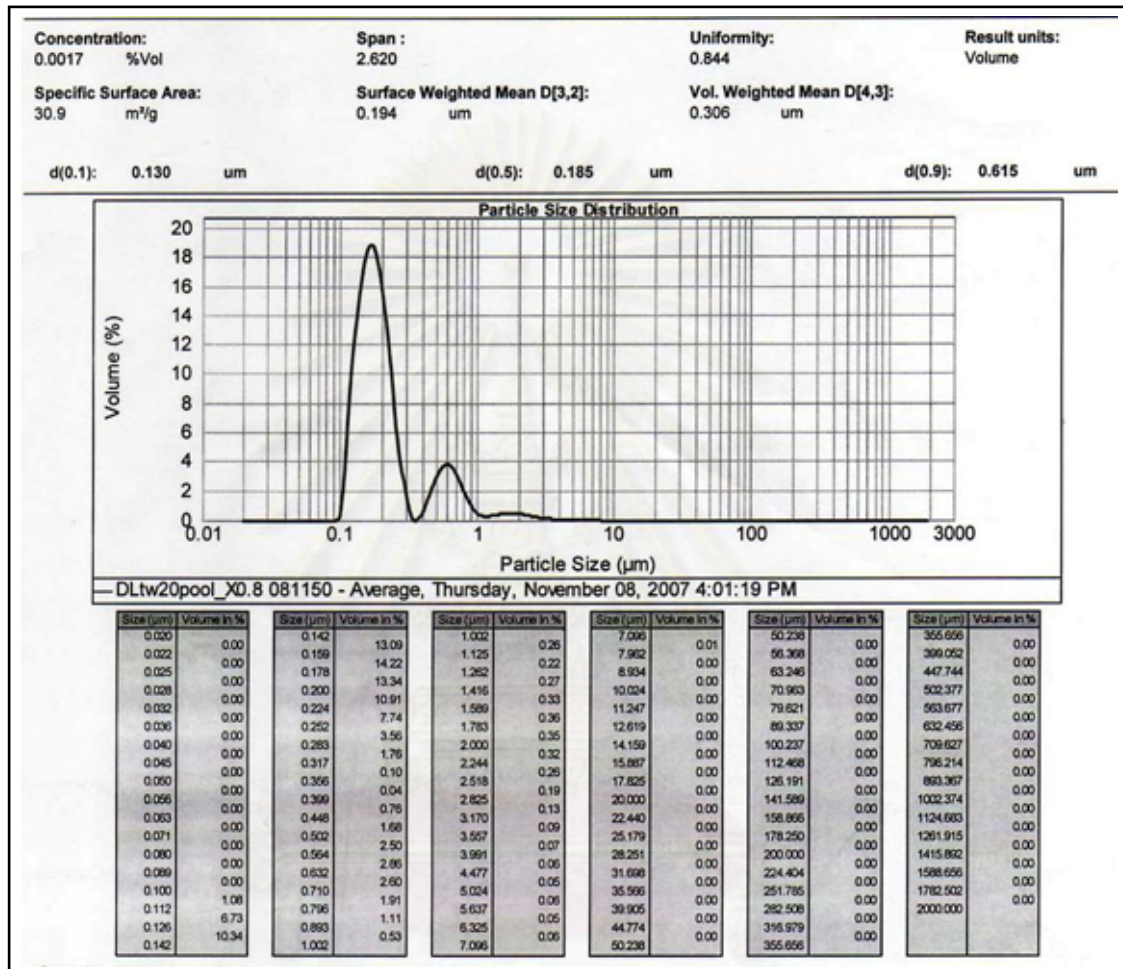 Concentration: Span : Uniformity: Result units:
0.0017 %Vol 2.620 0.844 Volume
Specific Surface Area: Surface Weighted Mean D[3,2]: Vol. Weighted Mean D[4,3]:
30.9 m²/g 0.194 um 0.306 um
d(0.1): 0.130 um d(0.5): 0.185 um d(0.9): 0.615 um
Particle Size Distribution
Volume (%)
20
18
16
14
12
10
8
6
4
2
0
0.01 0.1 1 10 100 1000 3000
Particle Size (µm)
DLtw20pool_X0.8 081150 - Average, Thursday, November 08, 2007 4:01:19 PM
Size (µm) Volume In % Size (µm) Volume In % Size (µm) Volume In % Size (µm) Volume In % Size (µm) Volume In % Size (µm) Volume In %
0.020 0.00 0.142 13.09 1.002 0.26 7.096 0.01 50.238 0.00 355.656 0.00
0.022 0.00 0.159 14.22 1.125 0.22 7.962 0.00 56.368 0.00 399.052 0.00
0.025 0.00 0.178 13.34 1.262 0.27 8.934 0.00 63.246 0.00 447.744 0.00
0.028 0.00 0.200 10.91 1.416 0.33 10.024 0.00 70.963 0.00 502.377 0.00
0.032 0.00 0.224 7.74 1.589 0.36 11.247 0.00 79.621 0.00 563.677 0.00
0.036 0.00 0.252 3.56 1.783 0.35 12.619 0.00 89.337 0.00 632.456 0.00
0.040 0.00 0.283 1.76 2.000 0.32 14.159 0.00 100.237 0.00 709.627 0.00
0.045 0.00 0.317 0.10 2.244 0.26 15.887 0.00 112.468 0.00 796.214 0.00
0.050 0.00 0.356 0.04 2.518 0.19 17.825 0.00 126.191 0.00 893.367 0.00
0.056 0.00 0.399 0.76 2.825 0.13 20.000 0.00 141.589 0.00 1002.374 0.00
0.063 0.00 0.448 1.68 3.170 0.09 22.440 0.00 158.866 0.00 1124.683 0.00
0.071 0.00 0.502 2.50 3.557 0.07 25.179 0.00 178.250 0.00 1261.915 0.00
0.080 0.00 0.564 2.86 3.991 0.06 28.251 0.00 200.000 0.00 1415.892 0.00
0.089 0.00 0.632 2.60 4.477 0.05 31.698 0.00 224.404 0.00 1588.656 0.00
0.100 1.08 0.710 1.91 5.024 0.06 35.566 0.00 251.785 0.00 1782.502 0.00
0.112 6.73 0.796 1.11 5.637 0.05 39.905 0.00 282.508 0.00 2000.000
0.126 10.34 0.893 0.53 6.325 0.06 44.774 0.00 316.979 0.00
0.142 1.002 7.096 50.238 355.656